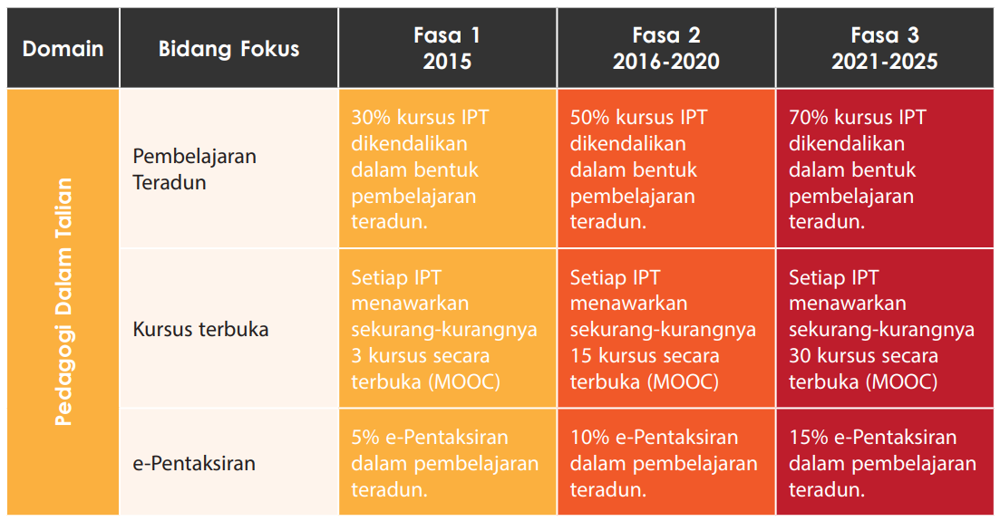 Domain
Bidang Fokus
Fasa 1
2015
Fasa 2
2016-2020
Fasa 3
2021-2025
Pedagogi Dalam Talian
Pembelajaran
Teradun
30% kursus IPT
dikendalikan
dalam bentuk
pembelajaran
teradun.
50% kursus IPT
dikendalikan
dalam bentuk
pembelajaran
teradun.
70% kursus IPT
dikendalikan
dalam bentuk
pembelajaran
teradun.
Kursus terbuka
Setiap IPT
menawarkan
sekurang-kurangnya
3 kursus secara
terbuka (MOOC)
Setiap IPT
menawarkan
sekurang-kurangnya
15 kursus secara
terbuka (MOOC)
Setiap IPT
menawarkan
sekurang-kurangnya
30 kursus secara
terbuka (MOOC)
e-Pentaksiran
5% e-Pentaksiran
dalam pembelajaran
teradun.
10% e-Pentaksiran
dalam pembelajaran
teradun.
15% e-Pentaksiran
dalam pembelajaran
teradun.